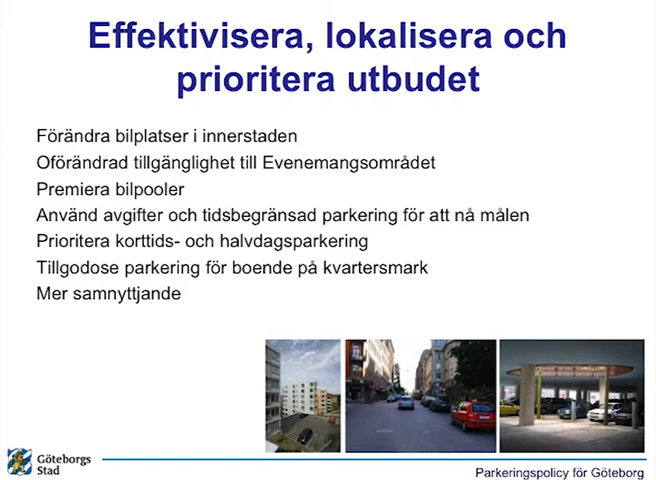 Effektivisera, lokalisera och
prioritera utbudet
Förändra bilplatser i innerstaden
Oförändrad tillgänglighet till Evenemangsområdet
Premiera bilpooler
Använd avgifter och tidsbegränsad parkering för att nå målen
Prioritera korttids- och halvdagsparkering
Tillgodose parkering för boende på kvartersmark
Mer samnyttjande
Göteborgs
Stad
Parkeringspolicy för Göteborg